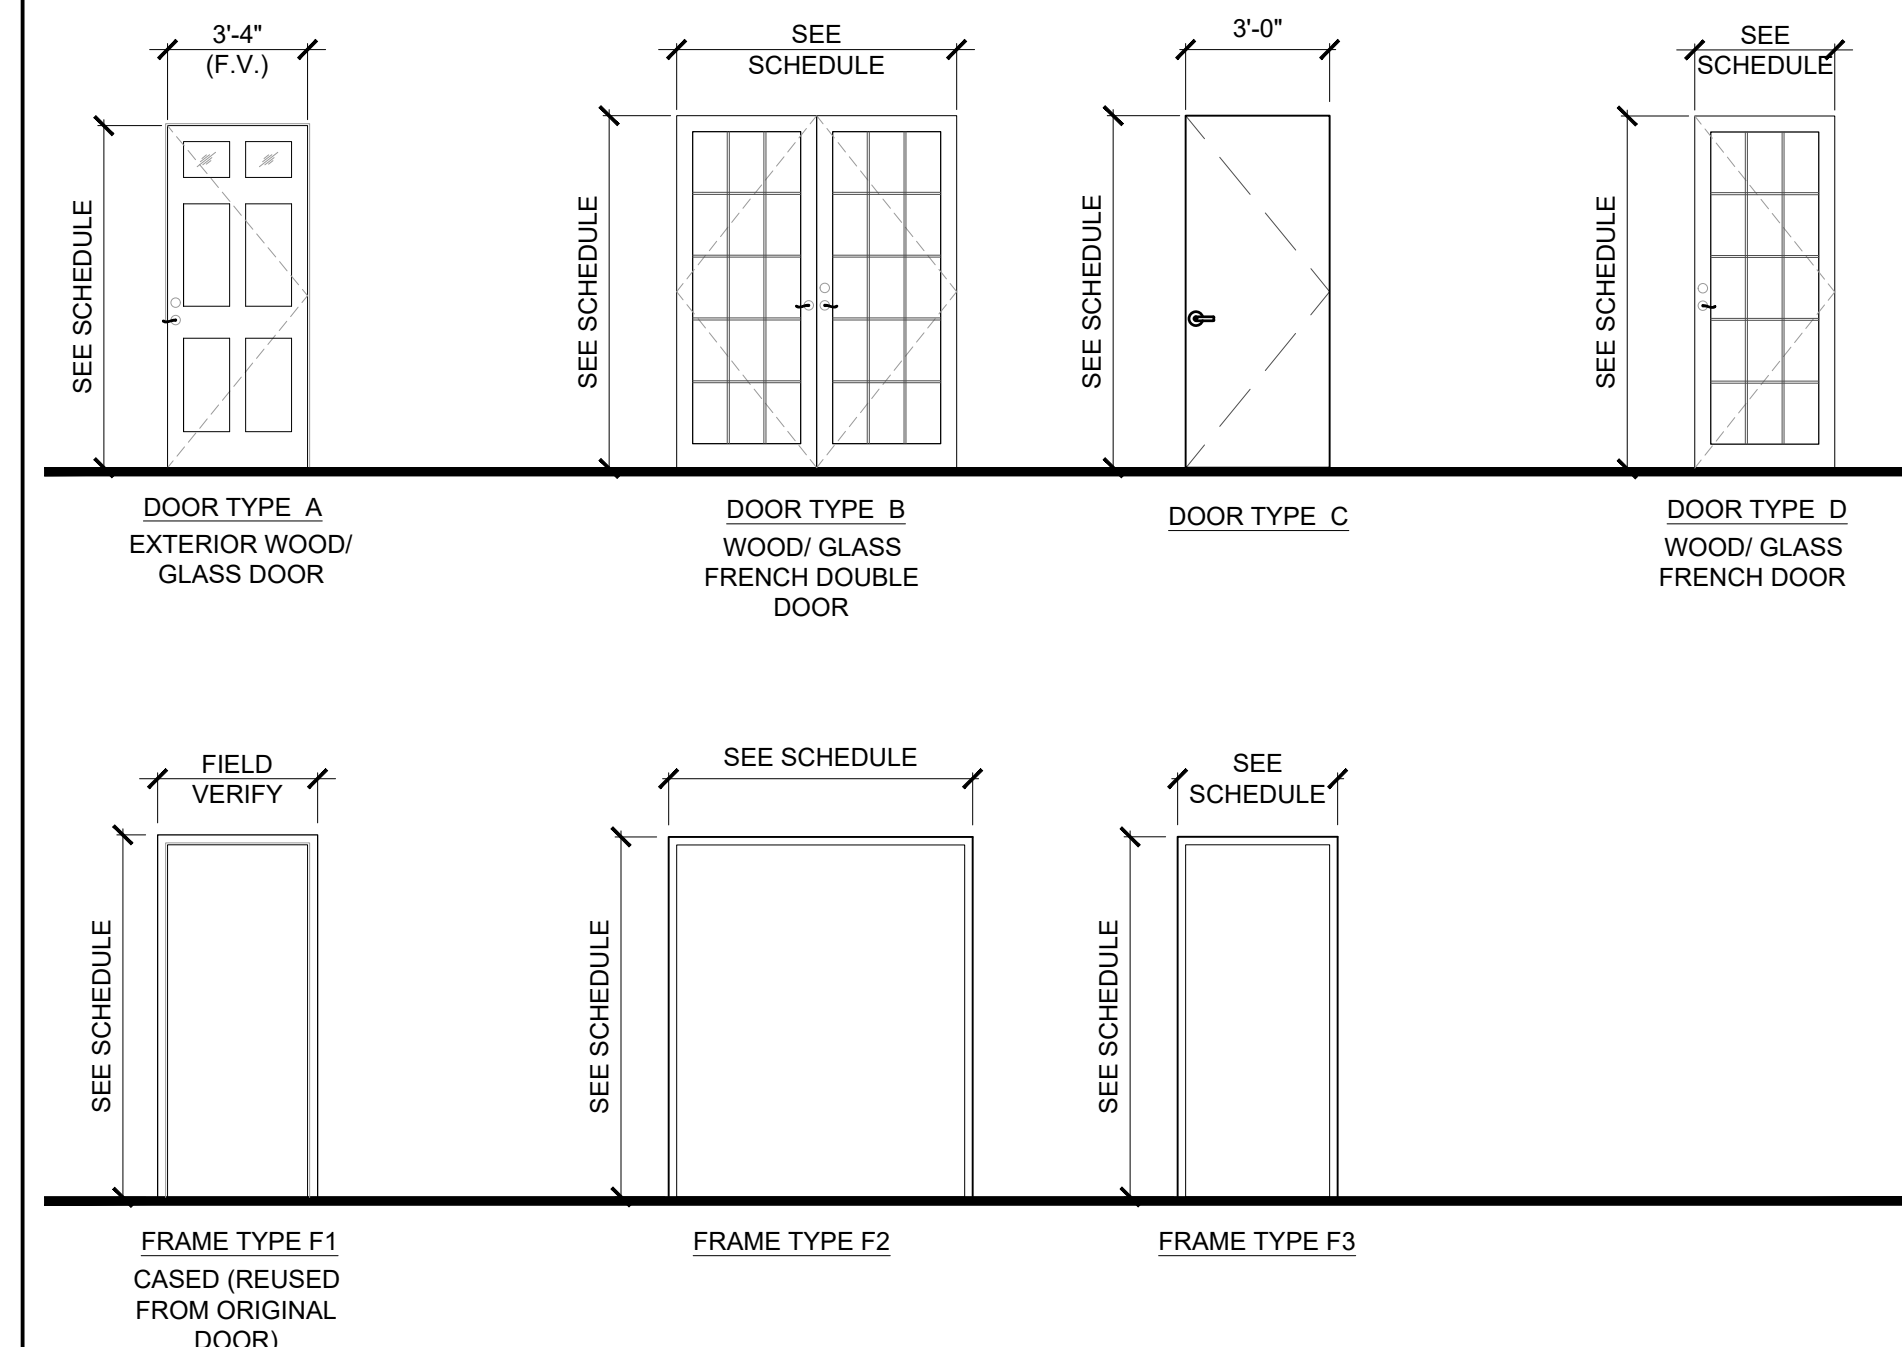 3'-4"
(F.V.)
SEE
SCHEDULE
3'-0"
SEE
SCHEDULE
SEE SCHEDULE
SEE SCHEDULE
SEE SCHEDULE
SEE SCHEDULE
DOOR TYPE A
EXTERIOR WOOD/
GLASS DOOR
DOOR TYPE B
WOOD/ GLASS
FRENCH DOUBLE
DOOR
DOOR TYPE C
DOOR TYPE D
WOOD/ GLASS
FRENCH DOOR
FIELD
VERIFY
SEE SCHEDULE
SEE
SCHEDULE
SEE SCHEDULE
SEE SCHEDULE
SEE SCHEDULE
FRAME TYPE F1
CASED (REUSED
FROM ORIGINAL
DOOR)
FRAME TYPE F2
FRAME TYPE F3